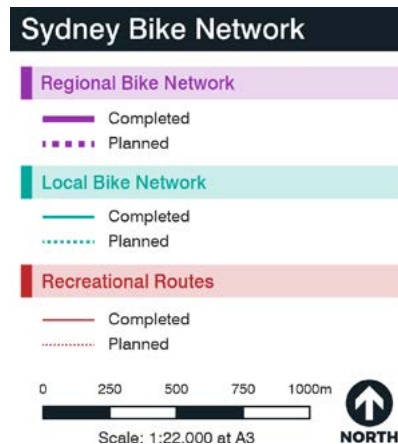 Sydney Bike Network
Regional Bike Network
Completed
Planned
Local Bike Network
Completed
Planned
Recreational Routes
Completed
Planned
0 250 500 750 1000m
Scale: 1:22,000 at A3
NORTH